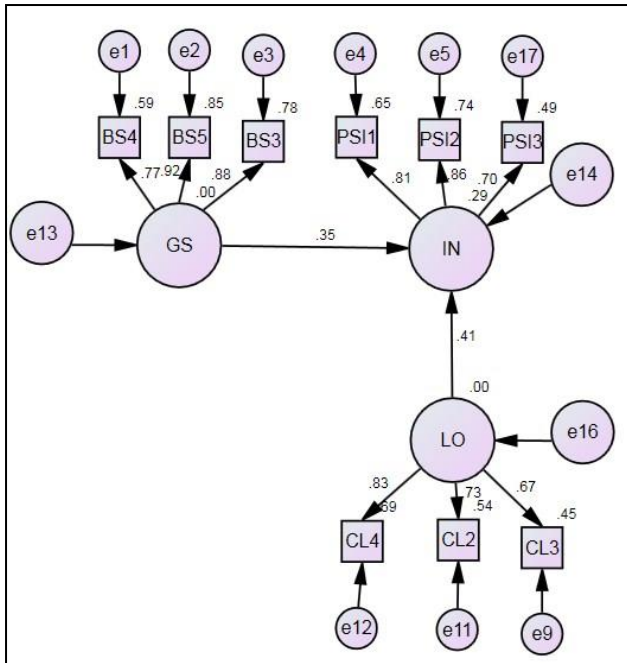 e1
e2
e3
e4
e5
e17
.59
.85
.78
.65
.74
.49
BS4
BS5
BS3
PSI1
PSI2
PSI3
e14
.77
.92
.88
.00
.81
.86
.70
.29
e13
GS
.35
IN
.41
.00
LO
e16
.83
.69
.73
.54
.67
.45
CL4
CL2
CL3
e12
e11
e9